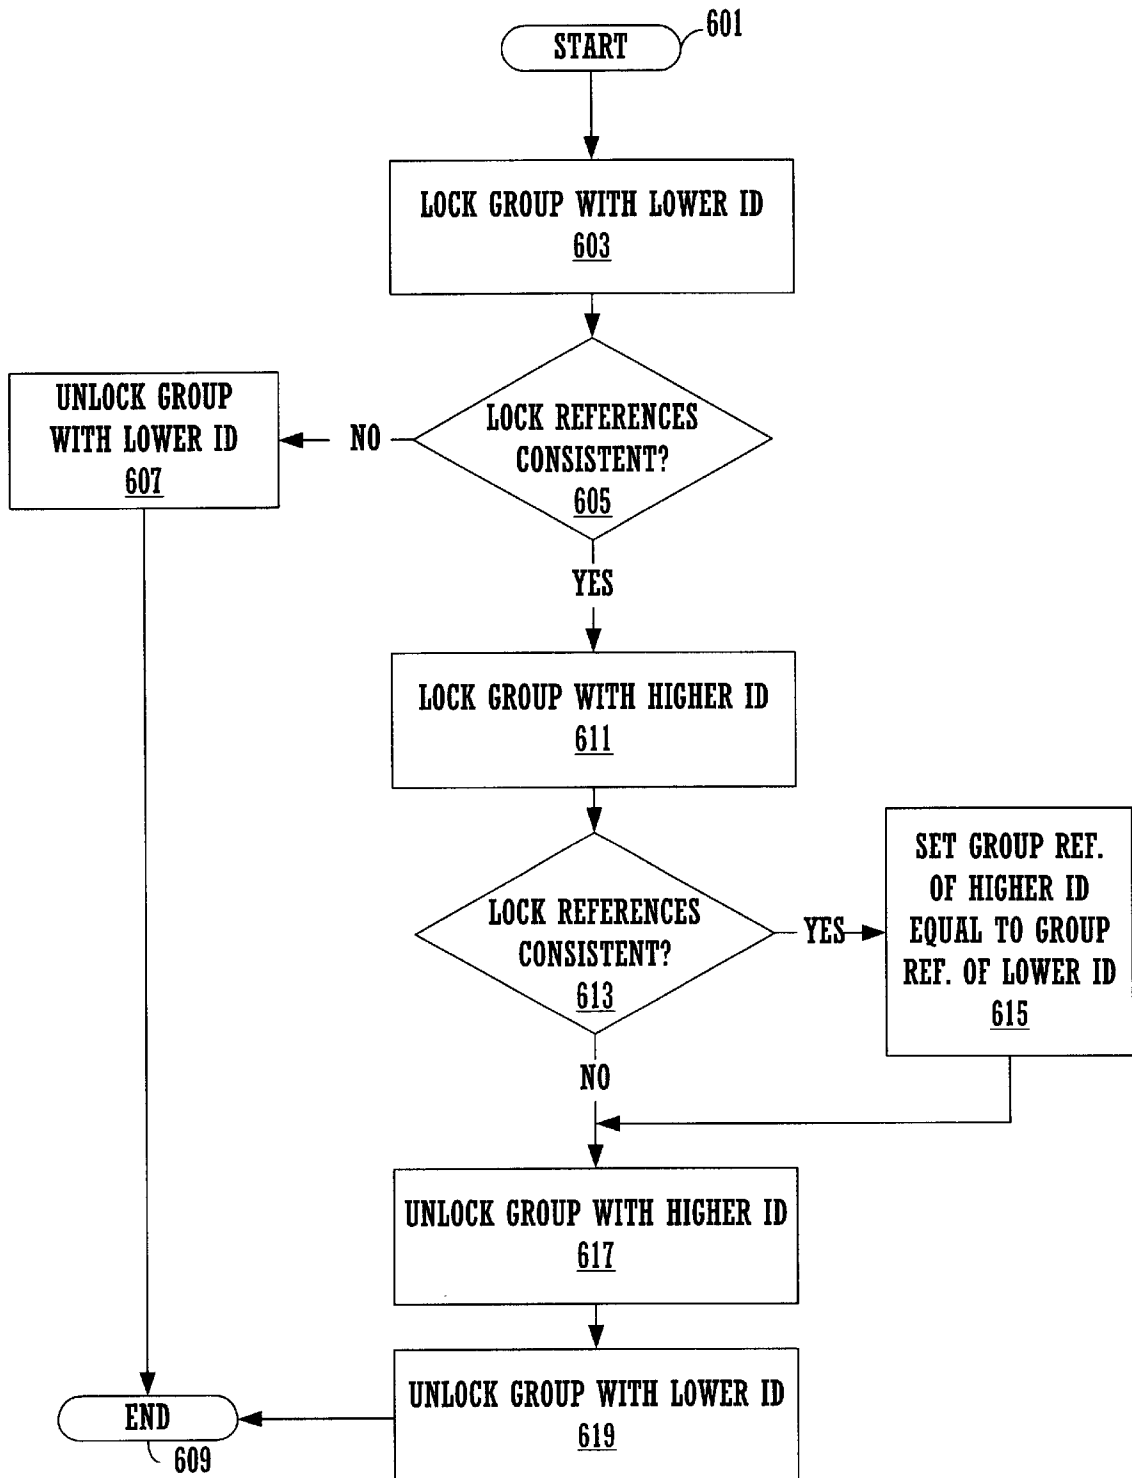 START
601
LOCK GROUP WITH LOWER ID
603
UNLOCK GROUP
WITH LOWER ID
607
NO
LOCK REFERENCES
CONSISTENT?
605
YES
LOCK GROUP WITH HIGHER ID
611
LOCK REFERENCES
CONSISTENT?
613
YES
SET GROUP REF.
OF HIGHER ID
EQUAL TO GROUP
REF. OF LOWER ID
615
NO
UNLOCK GROUP WITH HIGHER ID
617
UNLOCK GROUP WITH LOWER ID
619
END
609